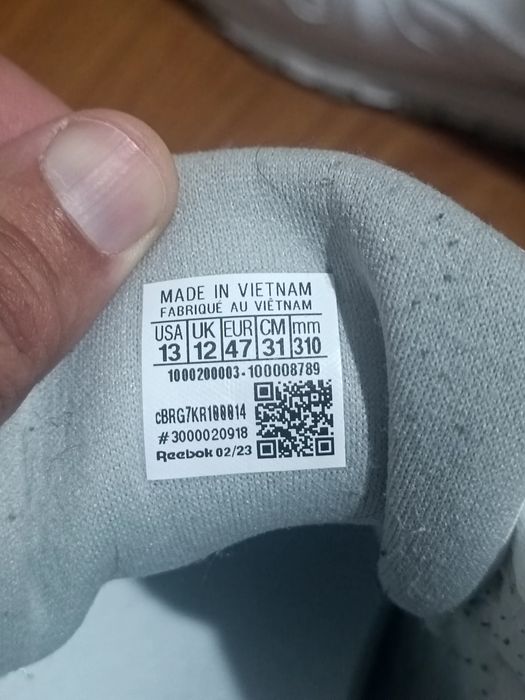 MADE IN VIETNAM
FABRIQUÉ AU VIÊTNAM
USA UK EUR CM mm
13 12 47 31 310
1000200003-100008789
cBRG7KR100014
#3000020918
Reebok 02/23